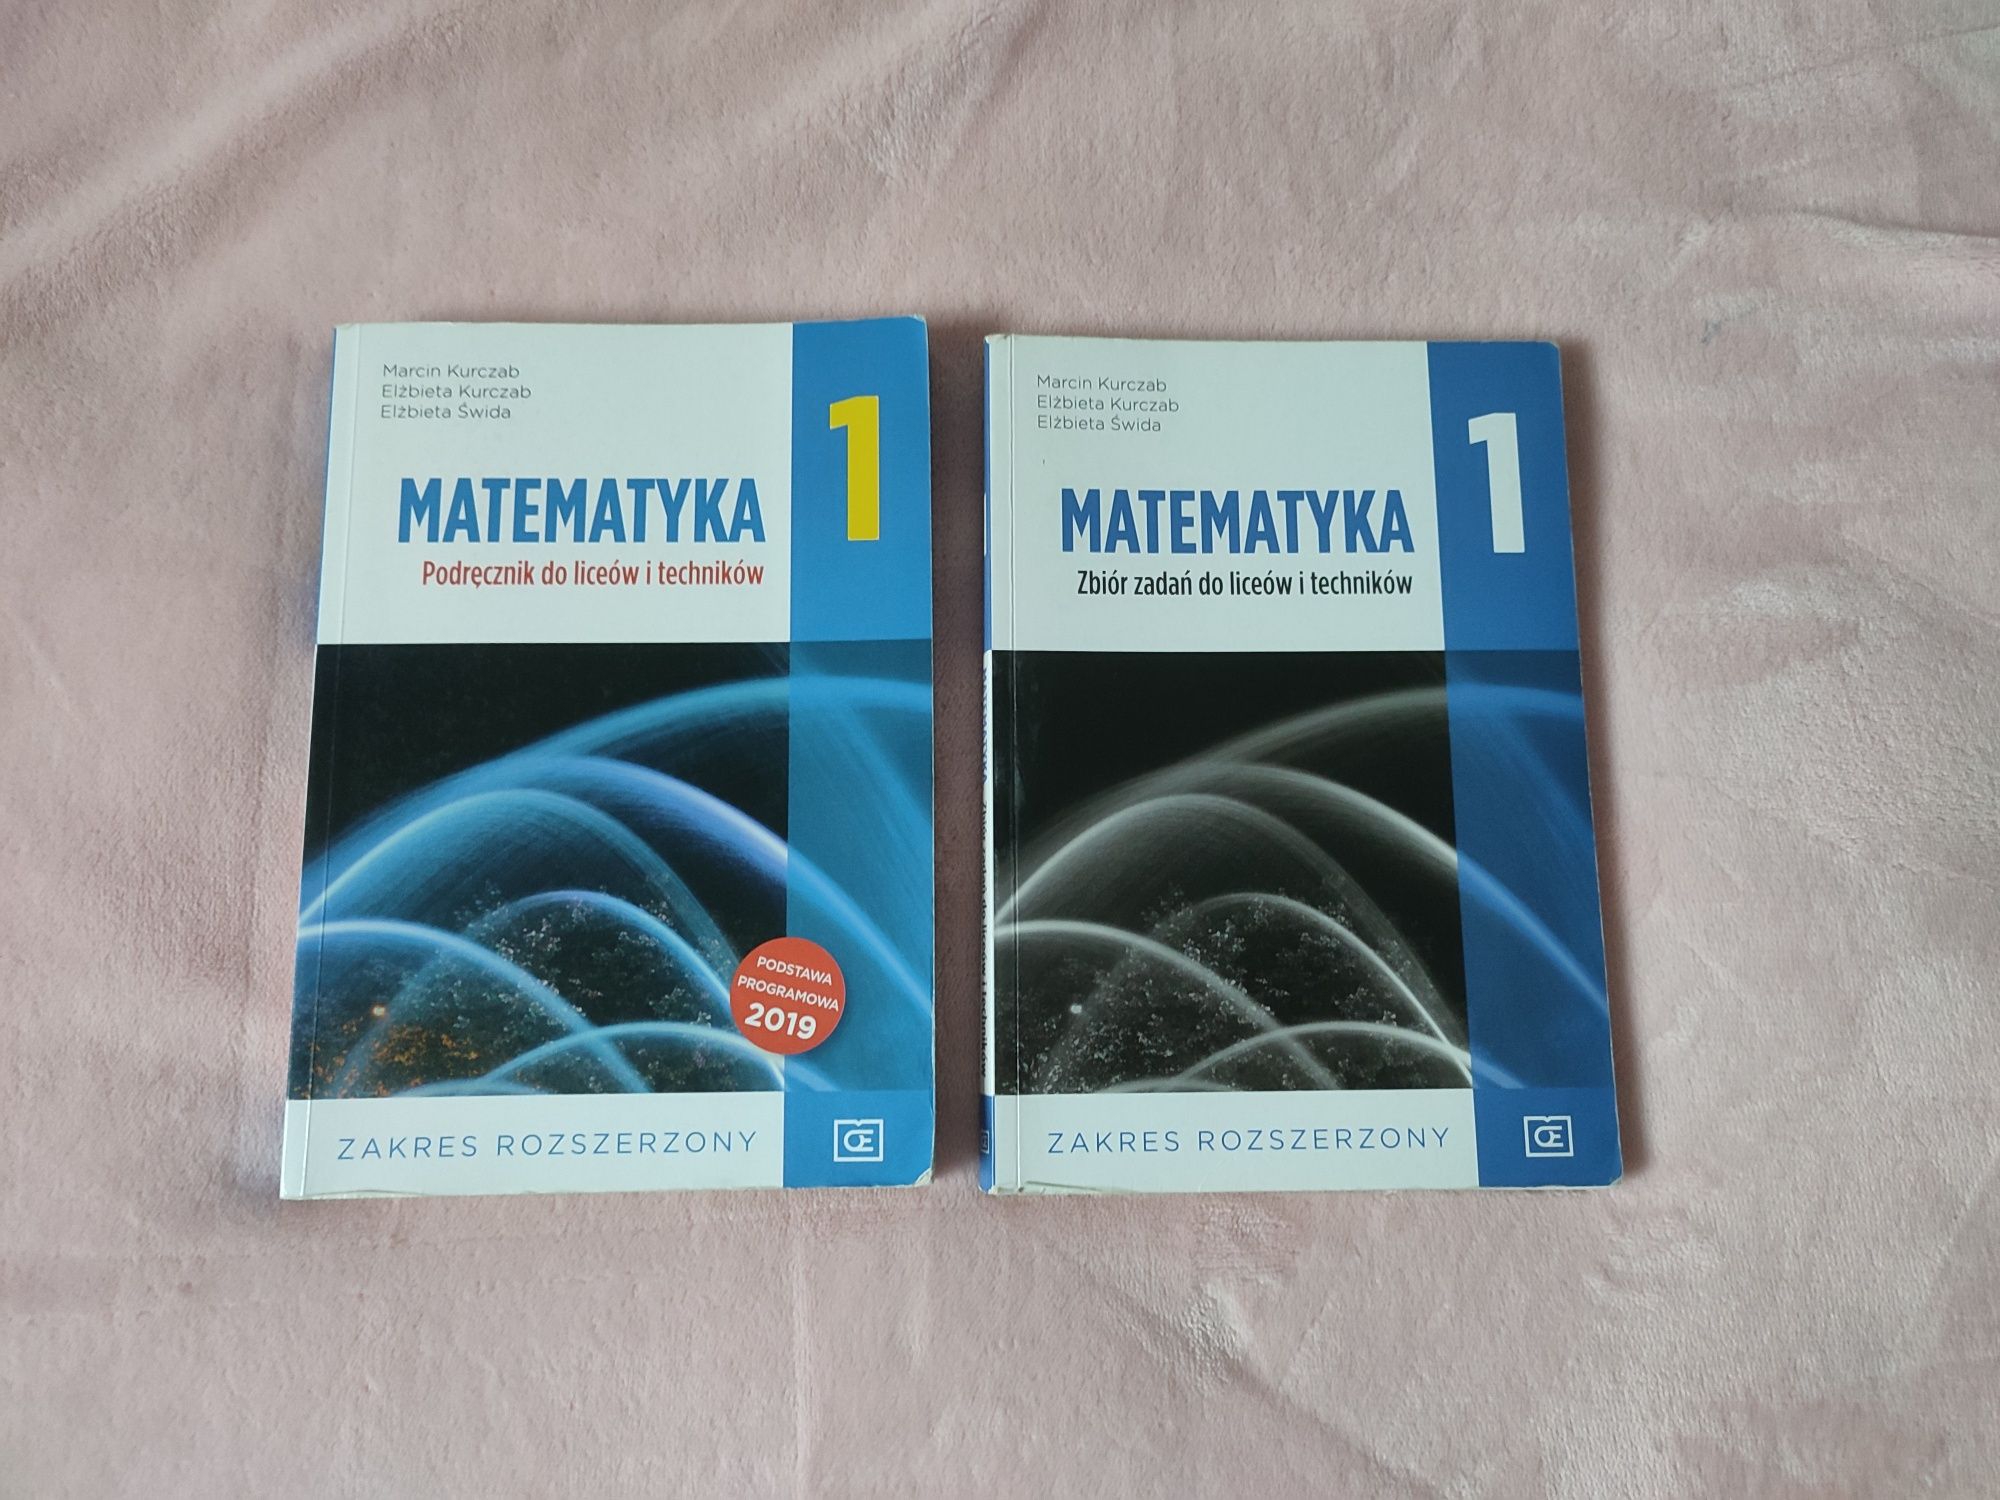 Marcin Kurczab
Elżbieta Kurczab
Elżbieta Świda
1
MATEMATYKA
Podręcznik do liceów i techników
PODSTAWA
PROGRAMOWA
2019
ZAKRES ROZSZERZONY
Marcin Kurczab
Elżbieta Kurczab
Elżbieta Świda
1
MATEMATYKA
Zbiór zadań do liceów i techników
ZAKRES ROZSZERZONY